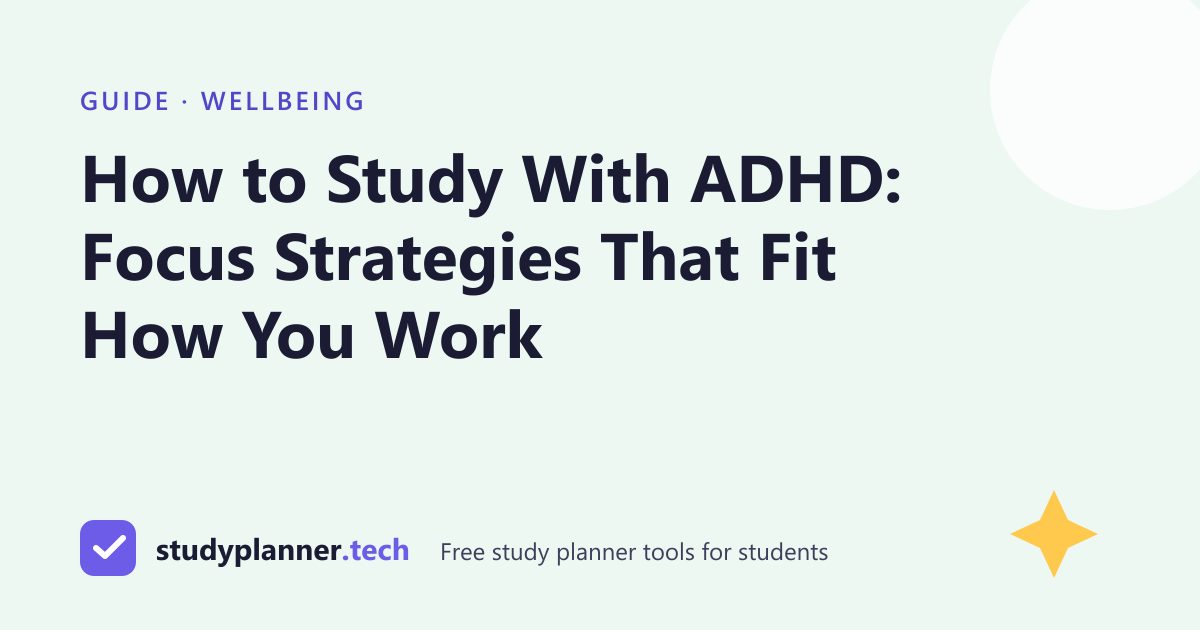 GUIDE · WELLBEING
How to Study With ADHD:
Focus Strategies That Fit
How You Work
studyplanner.tech Free study planner tools for students